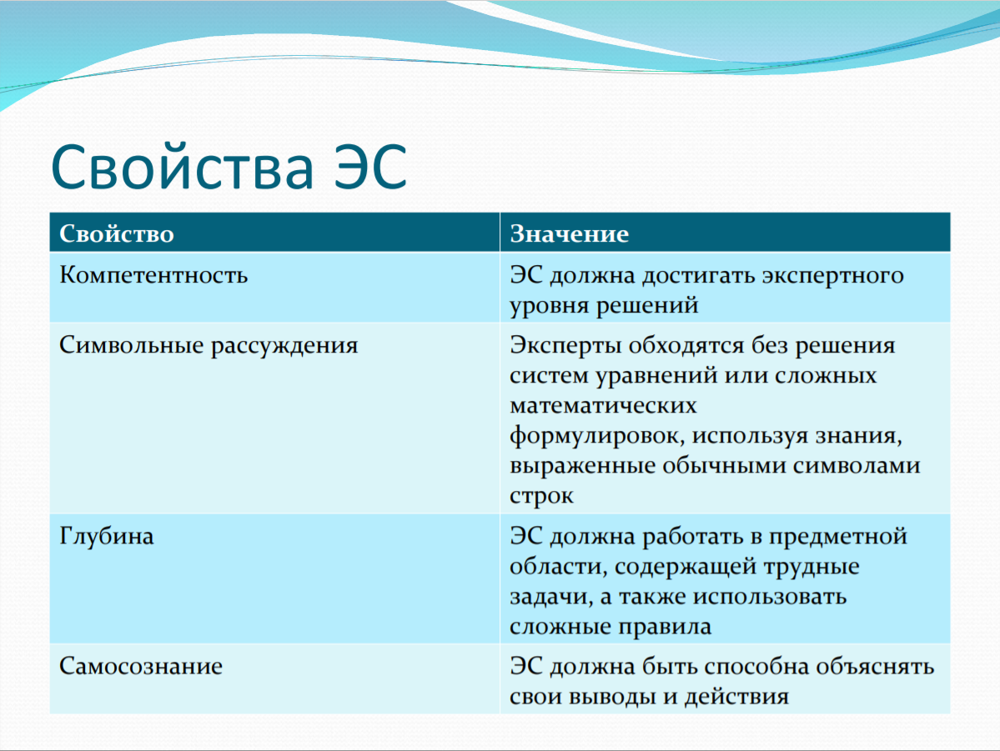 Свойства ЭС
Свойство
Значение
Компетентность
ЭС должна достигать экспертного
уровня решений
Символьные рассуждения
Эксперты обходятся без решения
систем уравнений или сложных
математических
формулировок, используя знания,
выраженные обычными символами
строк
Глубина
ЭС должна работать в предметной
области, содержащей трудные
задачи, а также использовать
сложные правила
Самосознание
ЭС должна быть способна объяснять
свои выводы и действия